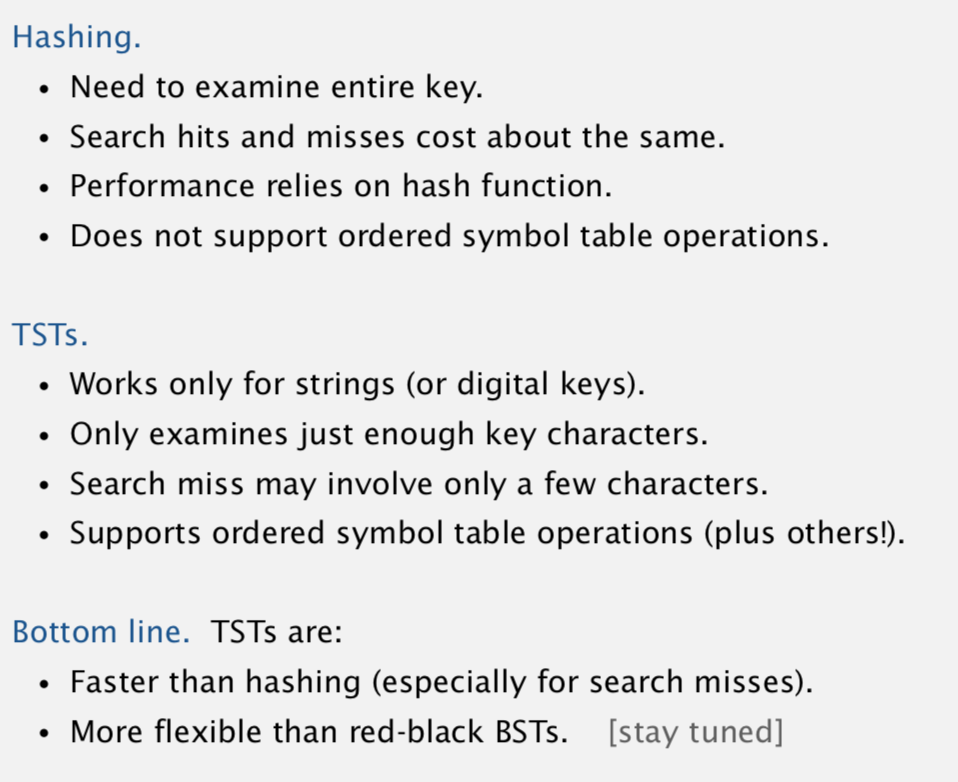 Hashing.
• Need to examine entire key.
• Search hits and misses cost about the same.
• Performance relies on hash function.
• Does not support ordered symbol table operations.
TSTs.
• Works only for strings (or digital keys).
• Only examines just enough key characters.
• Search miss may involve only a few characters.
• Supports ordered symbol table operations (plus others!).
Bottom line. TSTs are:
• Faster than hashing (especially for search misses).
• More flexible than red-black BSTs. [stay tuned]